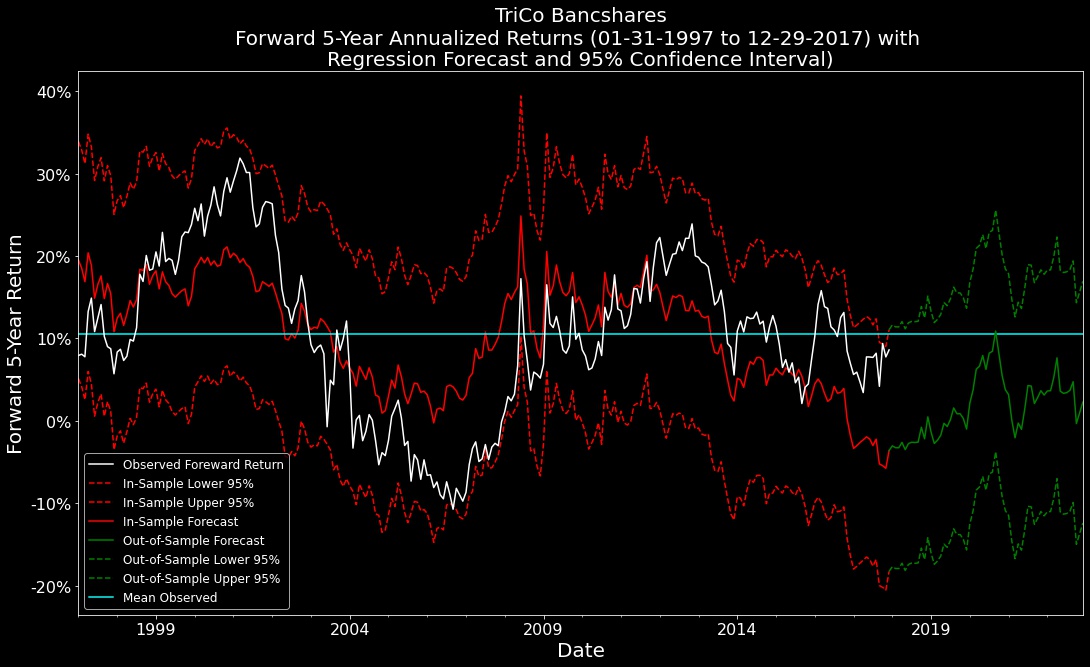 TriCo Bancshares
Forward 5-Year Annualized Returns (01-31-1997 to 12-29-2017) with
Regression Forecast and 95% Confidence Interval)
Forward 5-Year Return
40%
30%
20%
10%
0%
-10%
-20%
Observed Foreward Return
In-Sample Lower 95%
In-Sample Upper 95%
In-Sample Forecast
Out-of-Sample Forecast
Out-of-Sample Lower 95%
Out-of-Sample Upper 95%
Mean Observed
1999
2004
2009
2014
2019
Date